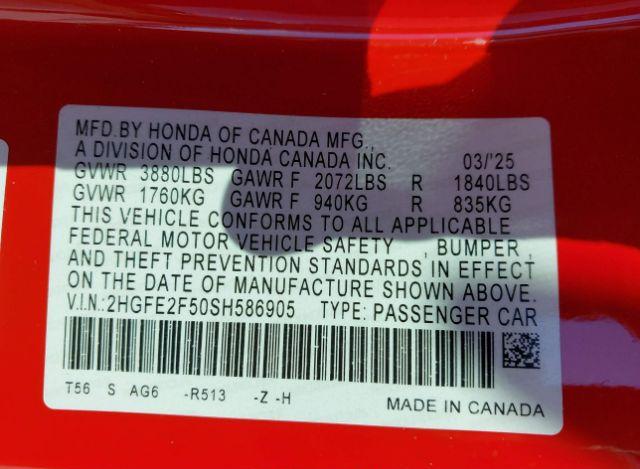 MFD.BY HONDA OF CANADA MFG.,
A DIVISION OF HONDA CANADA INC. 03/'25
GVWR 3880LBS GAWR F 2072LBS R 1840LBS
GVWR 1760KG GAWR F 940KG R 835KG
THIS VEHICLE CONFORMS TO ALL APPLICABLE
FEDERAL MOTOR VEHICLE SAFETY , BUMPER ,
AND THEFT PREVENTION STANDARDS IN EFFECT
ON THE DATE OF MANUFACTURE SHOWN ABOVE.
V.I.N.:2HGFE2F50SH586905 TYPE: PASSENGER CAR
T56 S AG6 -R513 -Z -H MADE IN CANADA